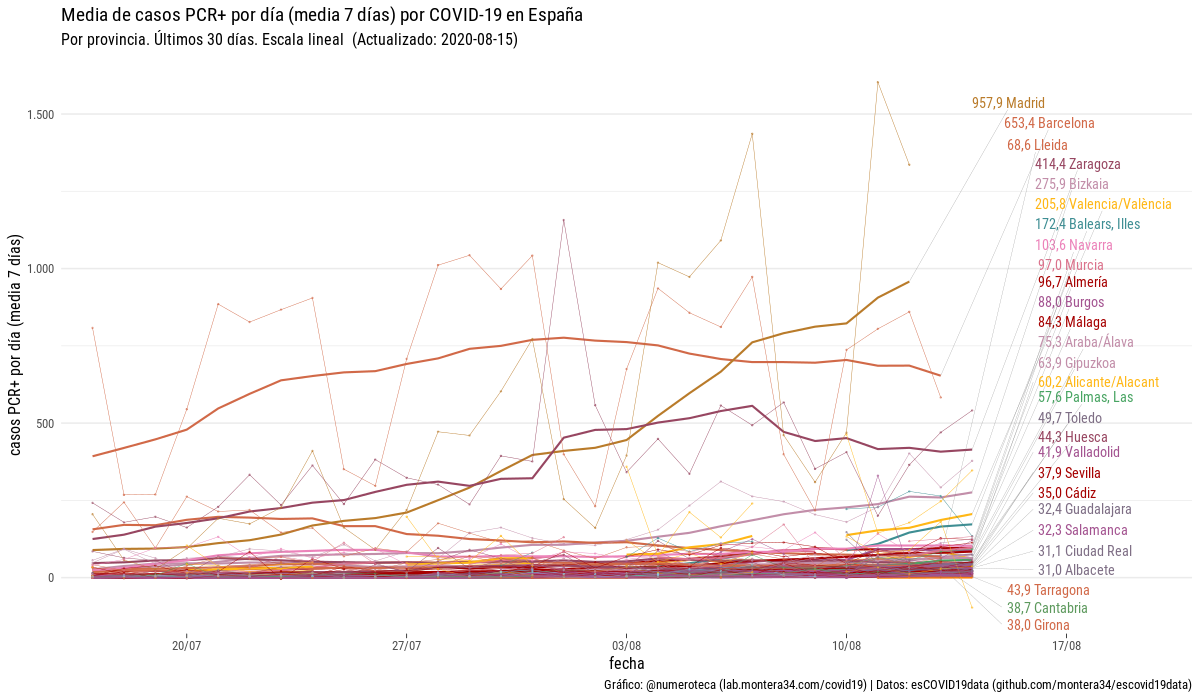 Media de casos PCR+ por día (media 7 días) por COVID-19 en España
Por provincia. Últimos 30 días. Escala lineal (Actualizado: 2020-08-15)
casos PCR+ por día (media 7 días)
1.500
1.000
500
0
957,9 Madrid
653,4 Barcelona
68,6 Lleida
414,4 Zaragoza
275,9 Bizkaia
205,8 Valencia/València
172,4 Balears, Illes
103,6 Navarra
97,0 Murcia
96,7 Almería
88,0 Burgos
84,3 Málaga
75,3 Araba/Álava
63,9 Gipuzkoa
60,2 Alicante/Alacant
57,6 Palmas, Las
49,7 Toledo
44,3 Huesca
41,9 Valladolid
37,9 Sevilla
35,0 Cádiz
32,4 Guadalajara
32,3 Salamanca
31,1 Ciudad Real
31,0 Albacete
43,9 Tarragona
38,7 Cantabria
38,0 Girona
20/07
27/07
03/08
10/08
17/08
fecha
Gráfico: @numeroteca (lab.montera34.com/covid19) | Datos: esCOVID19data (github.com/montera34/escovid19data)